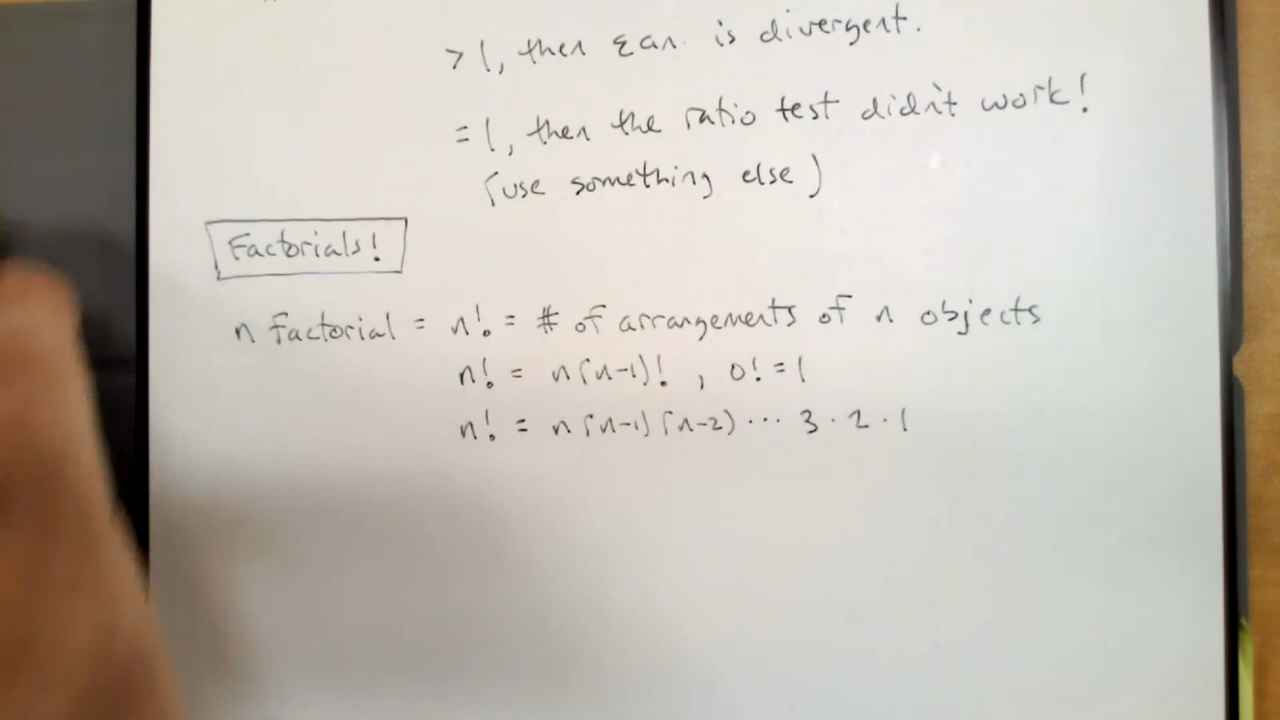 > 1, then Σan is divergent.
= 1, then the ratio test didn't work!
(use something else)
Factorials!
n factorial = n! = # of arrangements of n objects
n! = n(n-1)! , 0! = 1
n! = n(n-1)(n-2) ··· 3 · 2 · 1